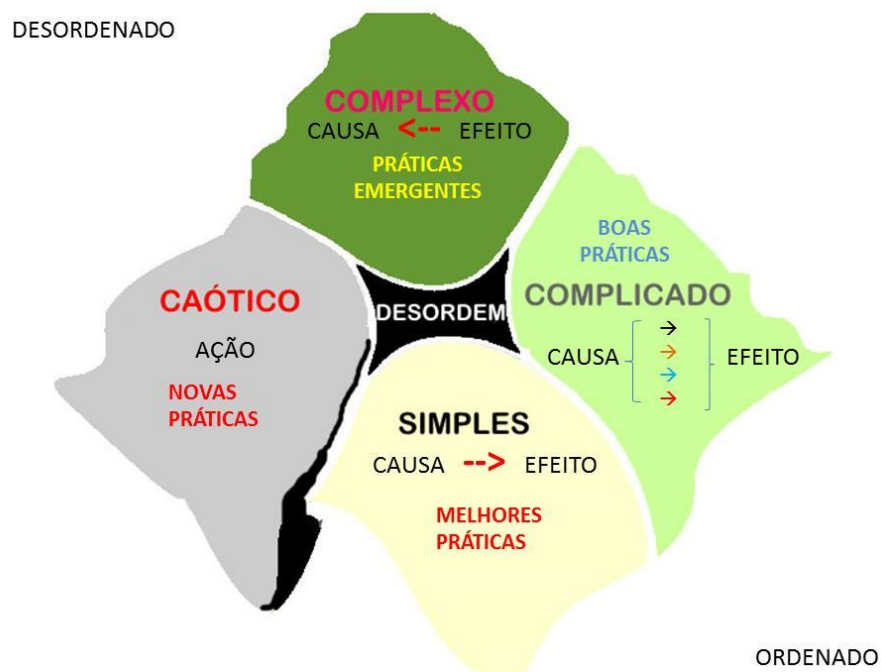 DESORDENADO
COMPLEXO
CAUSA <-- EFEITO
PRÁTICAS
EMERGENTES
BOAS
PRÁTICAS
COMPLICADO
CAUSA → → → → EFEITO
CAÓTICO
AÇÃO
NOVAS
PRÁTICAS
DESORDEM
SIMPLES
CAUSA --> EFEITO
MELHORES
PRÁTICAS
ORDENADO